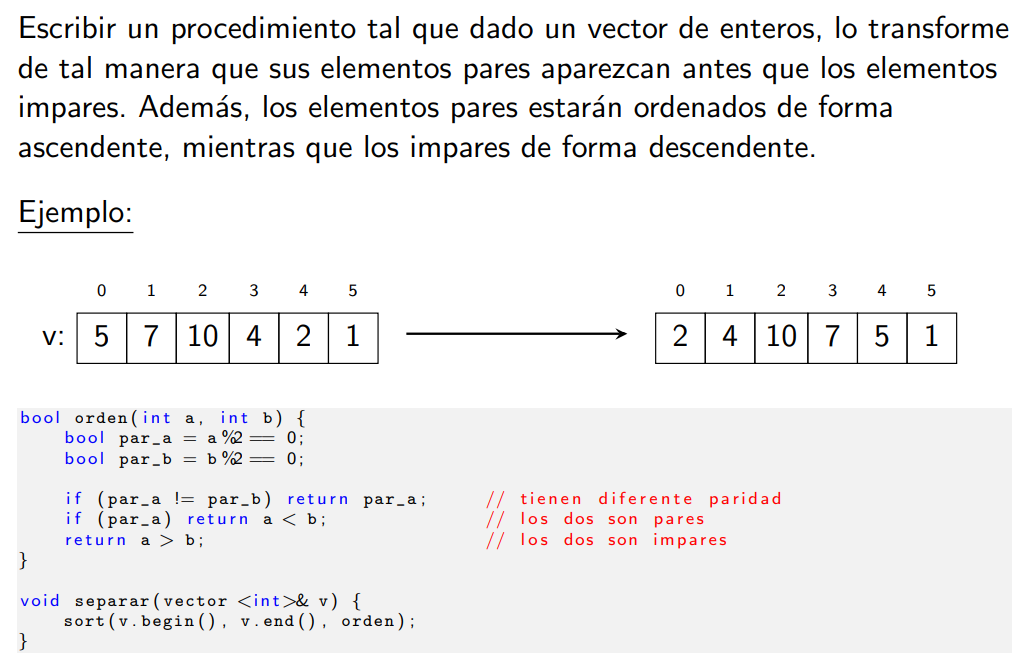 Escribir un procedimiento tal que dado un vector de enteros, lo transforme
de tal manera que sus elementos pares aparezcan antes que los elementos
impares. Además, los elementos pares estarán ordenados de forma
ascendente, mientras que los impares de forma descendente.
Ejemplo:
0 1 2 3 4 5
v: 5 7 10 4 2 1
0 1 2 3 4 5
2 4 10 7 5 1
bool orden(int a, int b) {
    bool par_a = a%2 == 0;
    bool par_b = b%2 == 0;
    if (par_a != par_b) return par_a; // tienen diferente paridad
    if (par_a) return a < b; // los dos son pares
    return a > b; // los dos son impares
}
void separar(vector <int>& v) {
    sort(v.begin(), v.end(), orden);
}